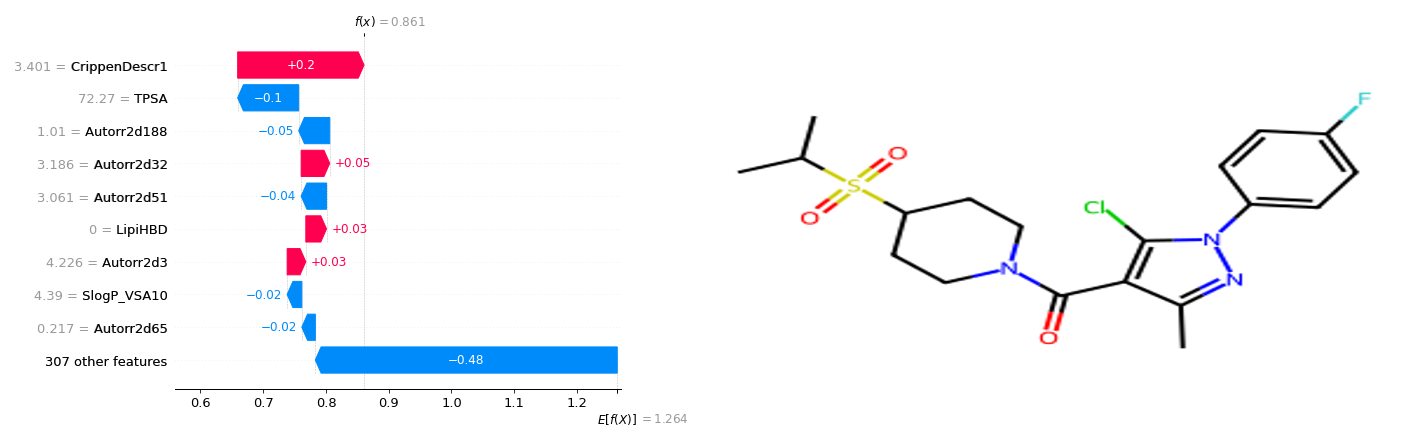 f(x) = 0.861
3.401 = CrippenDescr1
+0.2
72.27 = TPSA
−0.1
1.01 = Autorr2d188
−0.05
3.186 = Autorr2d32
+0.05
3.061 = Autorr2d51
−0.04
0 = LipiHBD
+0.03
4.226 = Autorr2d3
+0.03
4.39 = SlogP_VSA10
−0.02
0.217 = Autorr2d65
−0.02
307 other features
−0.48
0.6 0.7 0.8 0.9 1.0 1.1 1.2
E[f(X)] = 1.264
F
O
S
O
Cl
N
N
N
O